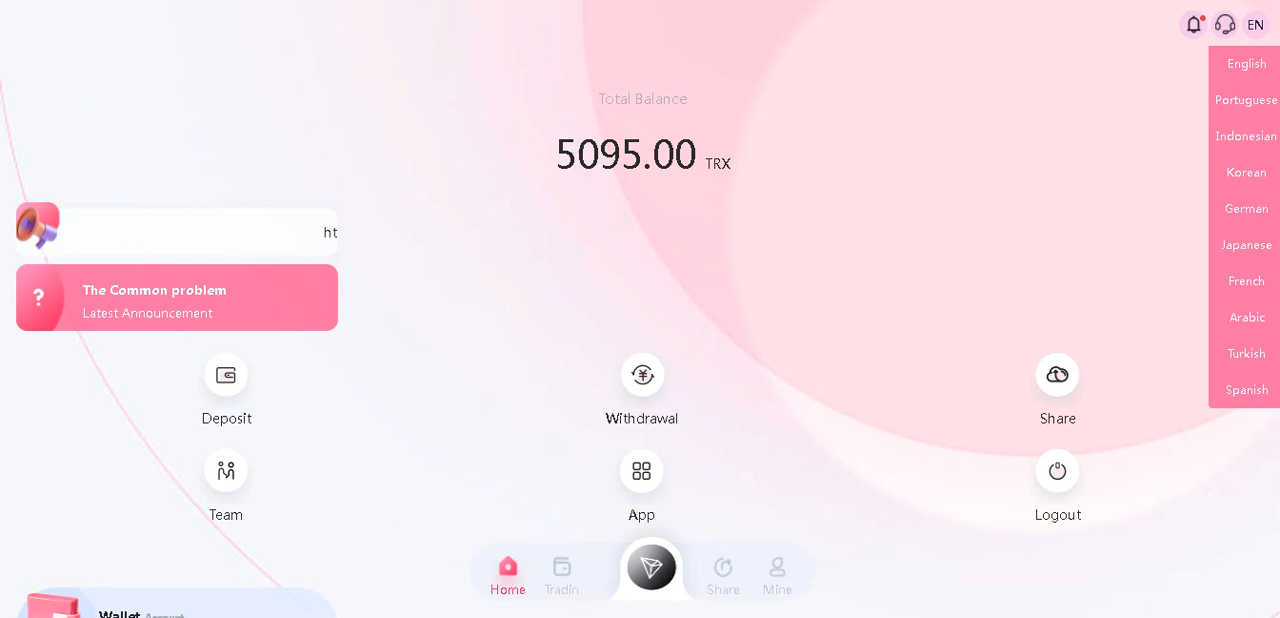 EN
English
Portuguese
Indonesian
Korean
German
Japanese
French
Arabic
Turkish
Spanish
Total Balance
5095.00 TRX
ht
?
The Common problem
Latest Announcement
Deposit
Withdrawal
Share
Team
App
Logout
Home
Tradin
Share
Mine
Wallet Account